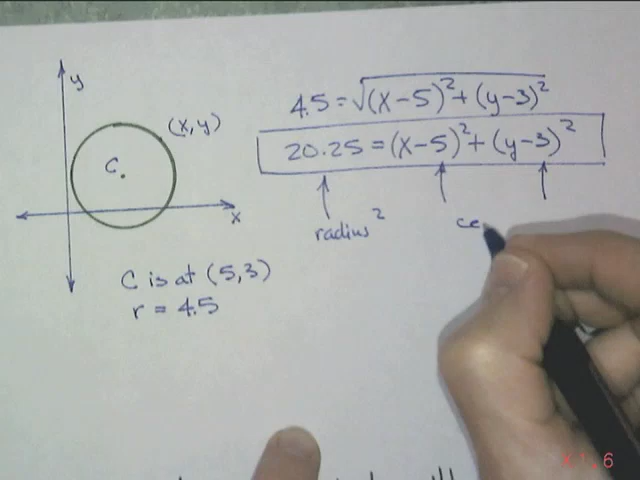 y
(x,y)
C
x
C is at (5,3)
r = 4.5
4.5 = √(x-5)²+(y-3)²
20.25 = (x-5)²+(y-3)²
radius²
ce